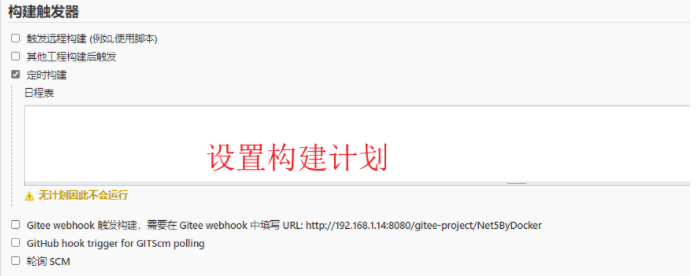 构建触发器
触发远程构建 (例如,使用脚本)
其他工程构建后触发
定时构建
日程表
设置构建计划
无计划因此不会运行
Gitee webhook 触发构建，需要在 Gitee webhook 中填写 URL: http://192.168.1.14:8080/gitee-project/Net5ByDocker
GitHub hook trigger for GITScm polling
轮询 SCM